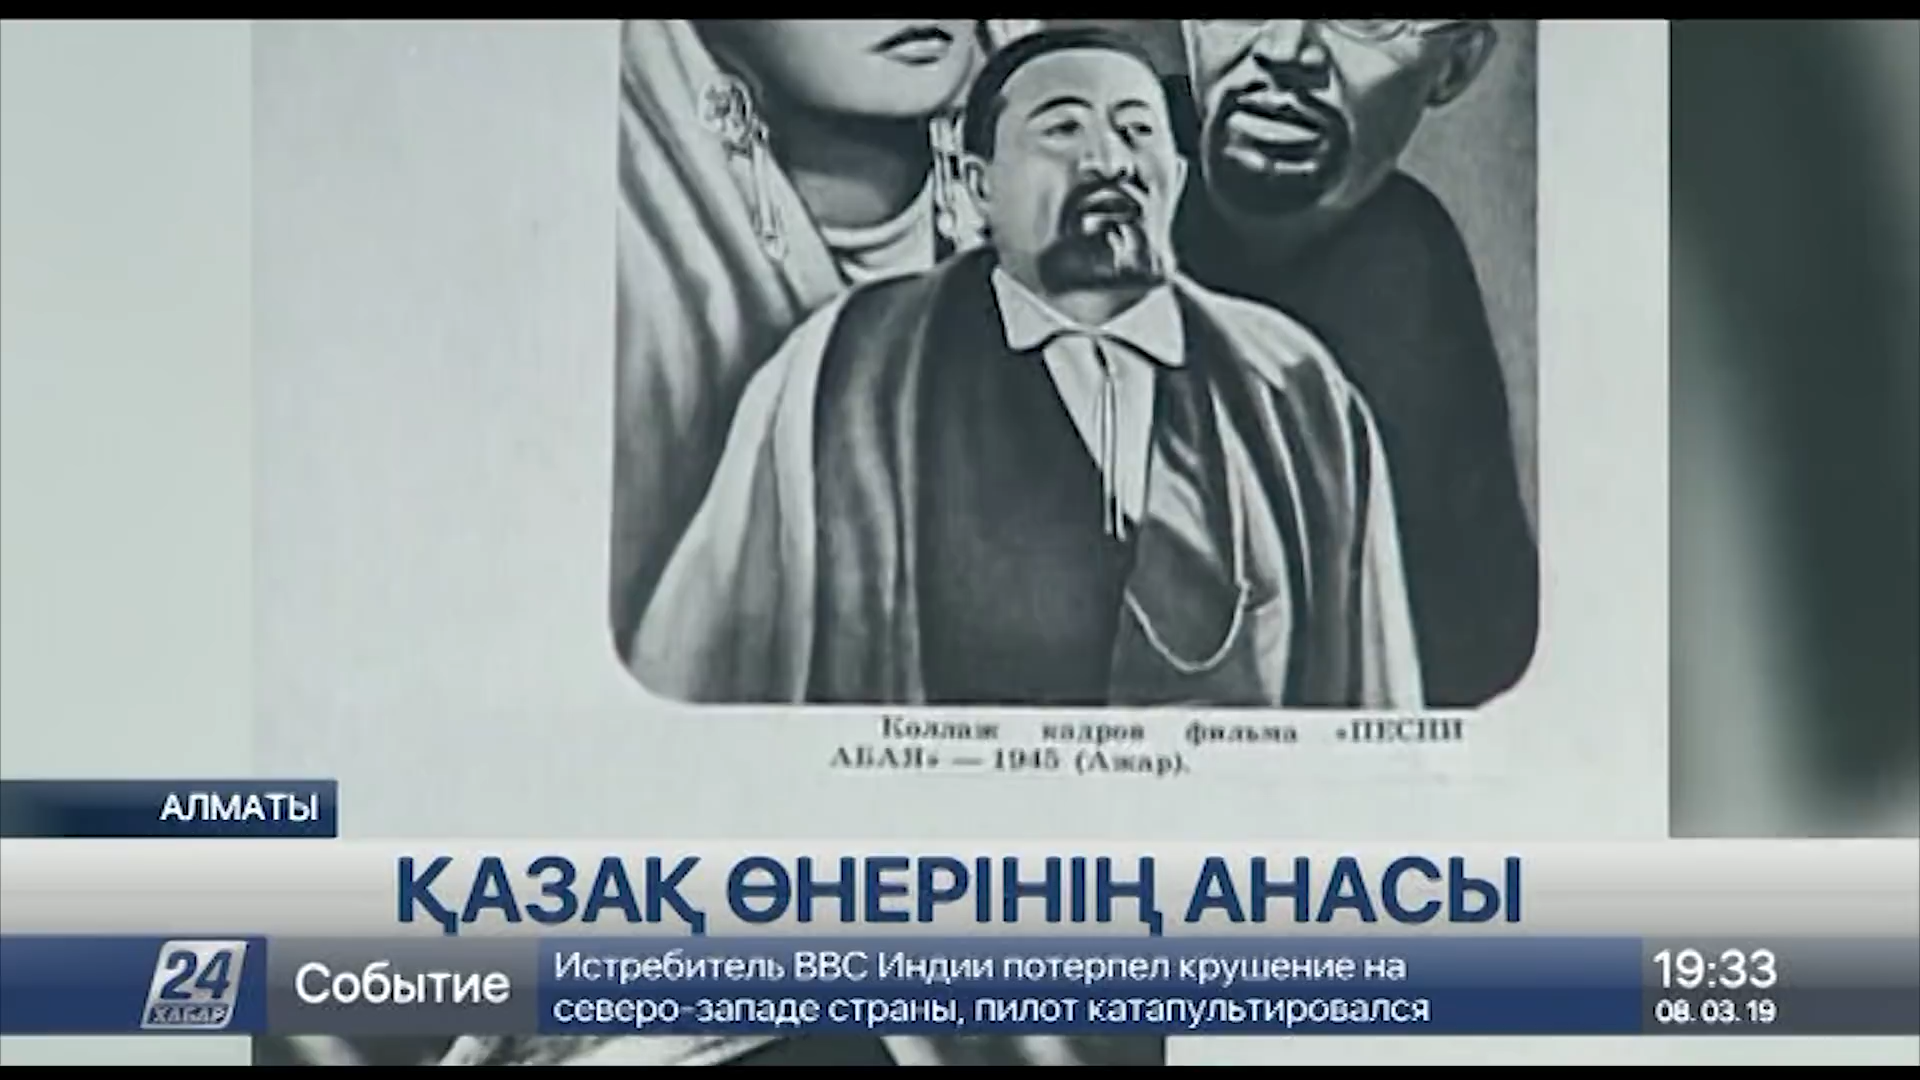 Коллаж кадров фильма «ПЕСНИ
АБАЯ» — 1945 (Ажар).
АЛМАТЫ
ҚАЗАҚ ӨНЕРІНІҢ АНАСЫ
24
ХАБАР
Событие
Истребитель ВВС Индии потерпел крушение на
северо-западе страны, пилот катапультировался
19:33
08. 03. 19